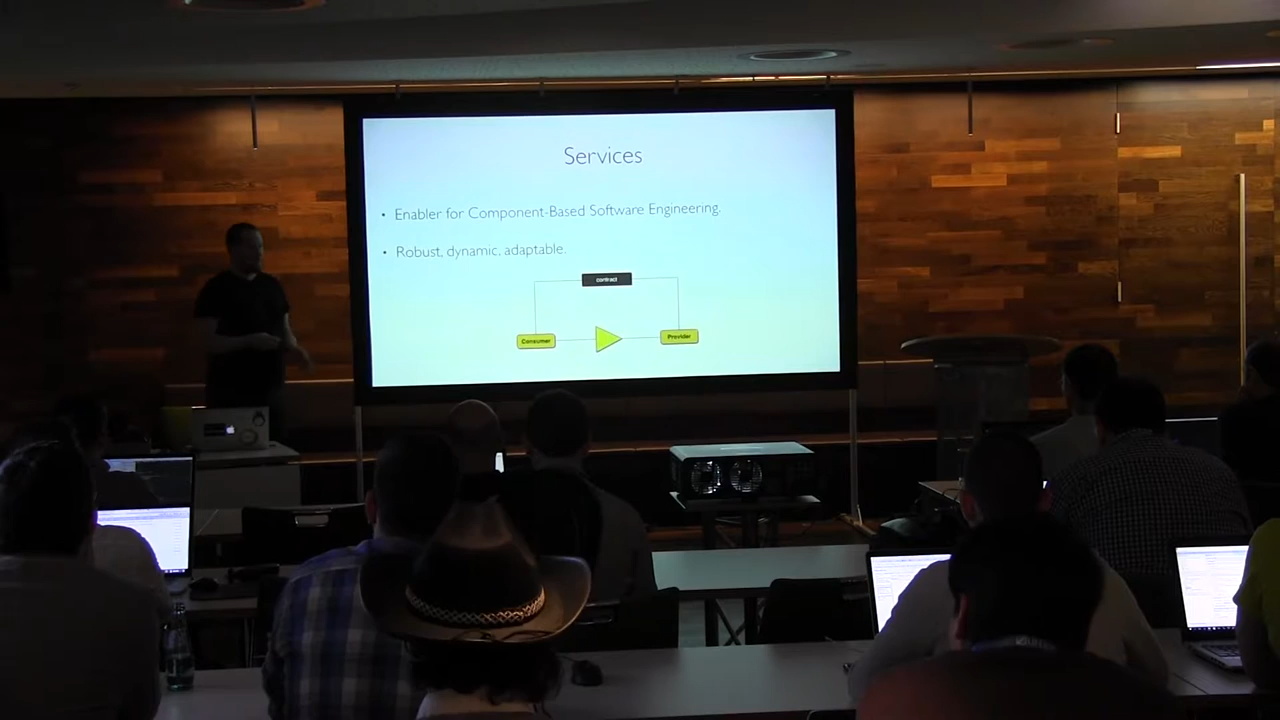 Services
• Enabler for Component-Based Software Engineering.
• Robust, dynamic, adaptable.
contract
Consumer
Provider